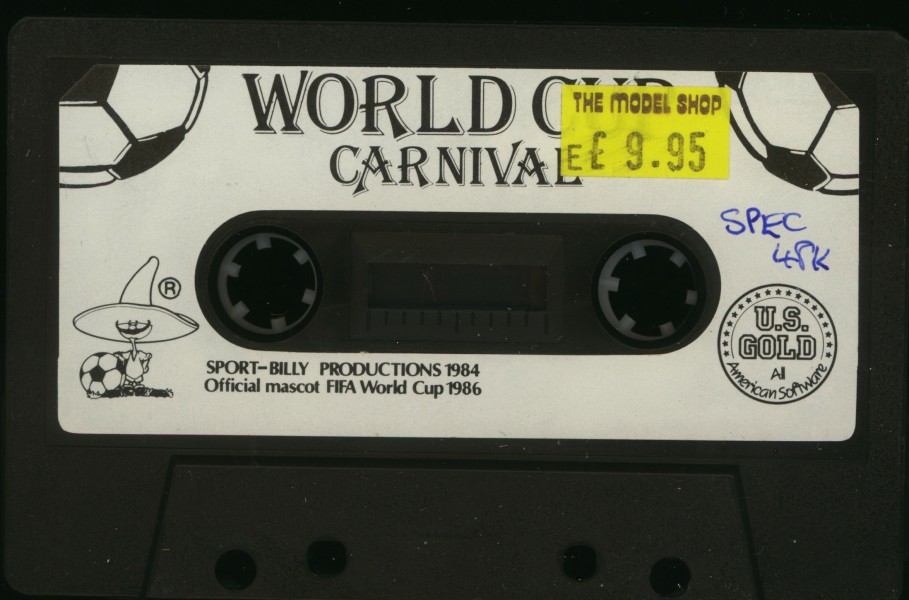 WORLD CUP
CARNIVAL
THE MODEL SHOP
E£ 9.95
SPEC
48K
®
U.S.
GOLD
All
American Software
SPORT-BILLY PRODUCTIONS 1984
Official mascot FIFA World Cup 1986